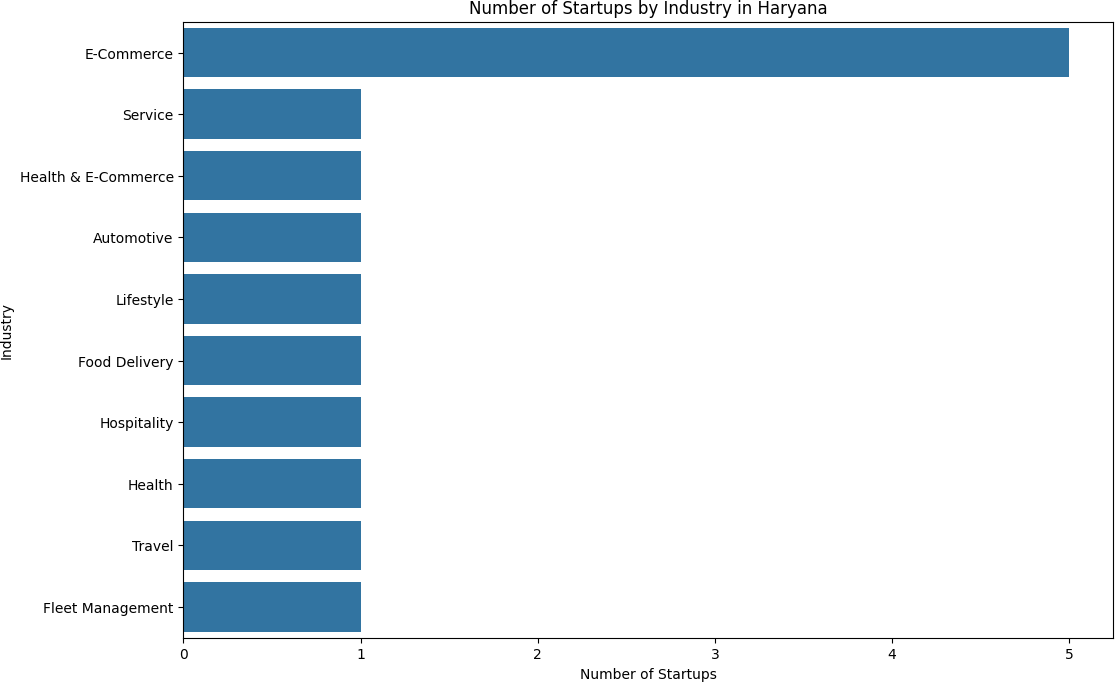 Number of Startups by Industry in Haryana
Industry
E-Commerce
Service
Health & E-Commerce
Automotive
Lifestyle
Food Delivery
Hospitality
Health
Travel
Fleet Management
0 1 2 3 4 5
Number of Startups